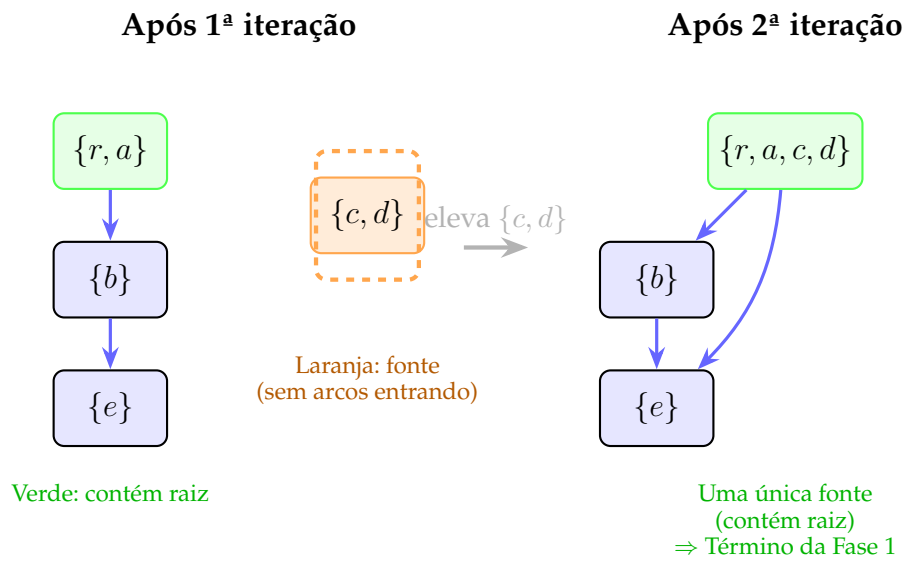 Após 1ª iteração
Após 2ª iteração
{r, a}
{c, d}
eleva {c, d}
{r, a, c, d}
{b}
{b}
Laranja: fonte
(sem arcos entrando)
{e}
{e}
Verde: contém raiz
Uma única fonte
(contém raiz)
⇒ Término da Fase 1